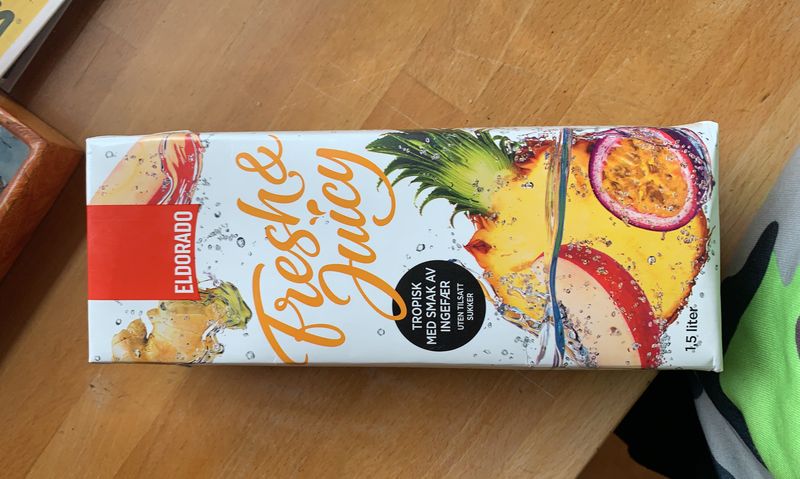 ELDORADO
Fresh &
Juicy
TROPISK
MED SMAK AV
INGEFÆR
UTEN TILSATT
SUKKER
1,5 liter